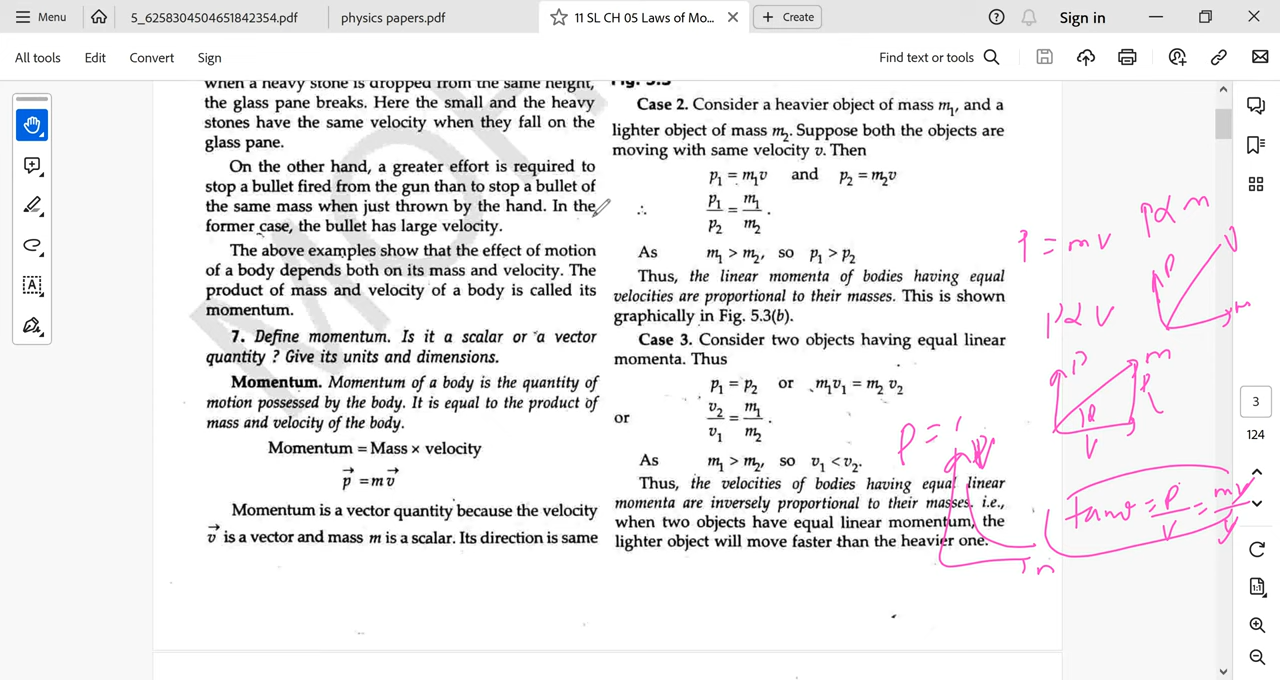 Menu
5_6258304504651842354.pdf
physics papers.pdf
11 SL CH 05 Laws of Mo...
Create
Sign in
All tools
Edit
Convert
Sign
Find text or tools
when a heavy stone is dropped from the same height,
the glass pane breaks. Here the small and the heavy
stones have the same velocity when they fall on the
glass pane.
On the other hand, a greater effort is required to
stop a bullet fired from the gun than to stop a bullet of
the same mass when just thrown by the hand. In the
former case, the bullet has large velocity.
The above examples show that the effect of motion
of a body depends both on its mass and velocity. The
product of mass and velocity of a body is called its
momentum.
7. Define momentum. Is it a scalar or a vector
quantity ? Give its units and dimensions.
Momentum. Momentum of a body is the quantity of
motion possessed by the body. It is equal to the product of
mass and velocity of the body.
Momentum = Mass × velocity
p⃗ = m v⃗
Momentum is a vector quantity because the velocity
v⃗ is a vector and mass m is a scalar. Its direction is same
Case 2. Consider a heavier object of mass m₁, and a
lighter object of mass m₂. Suppose both the objects are
moving with same velocity v. Then
p₁ = m₁v and p₂ = m₂v
∴ p₁/p₂ = m₁/m₂.
As m₁ > m₂, so p₁ > p₂
Thus, the linear momenta of bodies having equal
velocities are proportional to their masses. This is shown
graphically in Fig. 5.3(b).
Case 3. Consider two objects having equal linear
momenta. Thus
p₁ = p₂ or m₁v₁ = m₂ v₂
or v₂/v₁ = m₁/m₂.
As m₁ > m₂, so v₁ < v₂.
Thus, the velocities of bodies having equal linear
momenta are inversely proportional to their masses. i.e.,
when two objects have equal linear momentum, the
lighter object will move faster than the heavier one.
P = mv
P ∝ m
P
v
m
P ∝ v
P
m
P
v
P =
v
m
Tanθ = P/v = mv/v
3
124